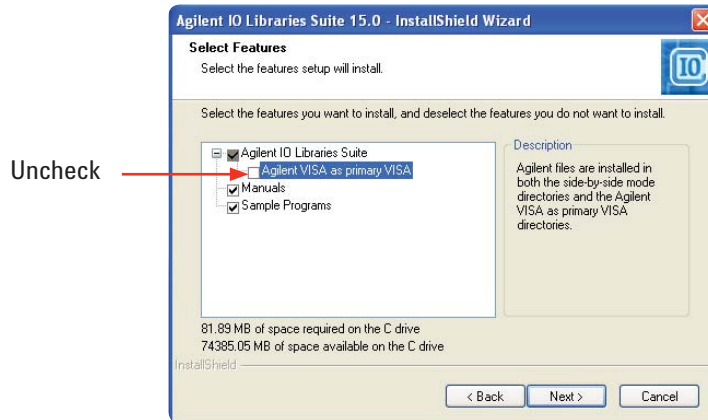 Agilent IO Libraries Suite 15.0 - InstallShield Wizard
Select Features
Select the features setup will install.
IO
Select the features you want to install, and deselect the features you do not want to install.
Uncheck
Agilent IO Libraries Suite
Agilent VISA as primary VISA
Manuals
Sample Programs
Description
Agilent files are installed in
both the side-by-side mode
directories and the Agilent
VISA as primary VISA
directories.
81.89 MB of space required on the C drive
74385.05 MB of space available on the C drive
InstallShield
< Back
Next >
Cancel